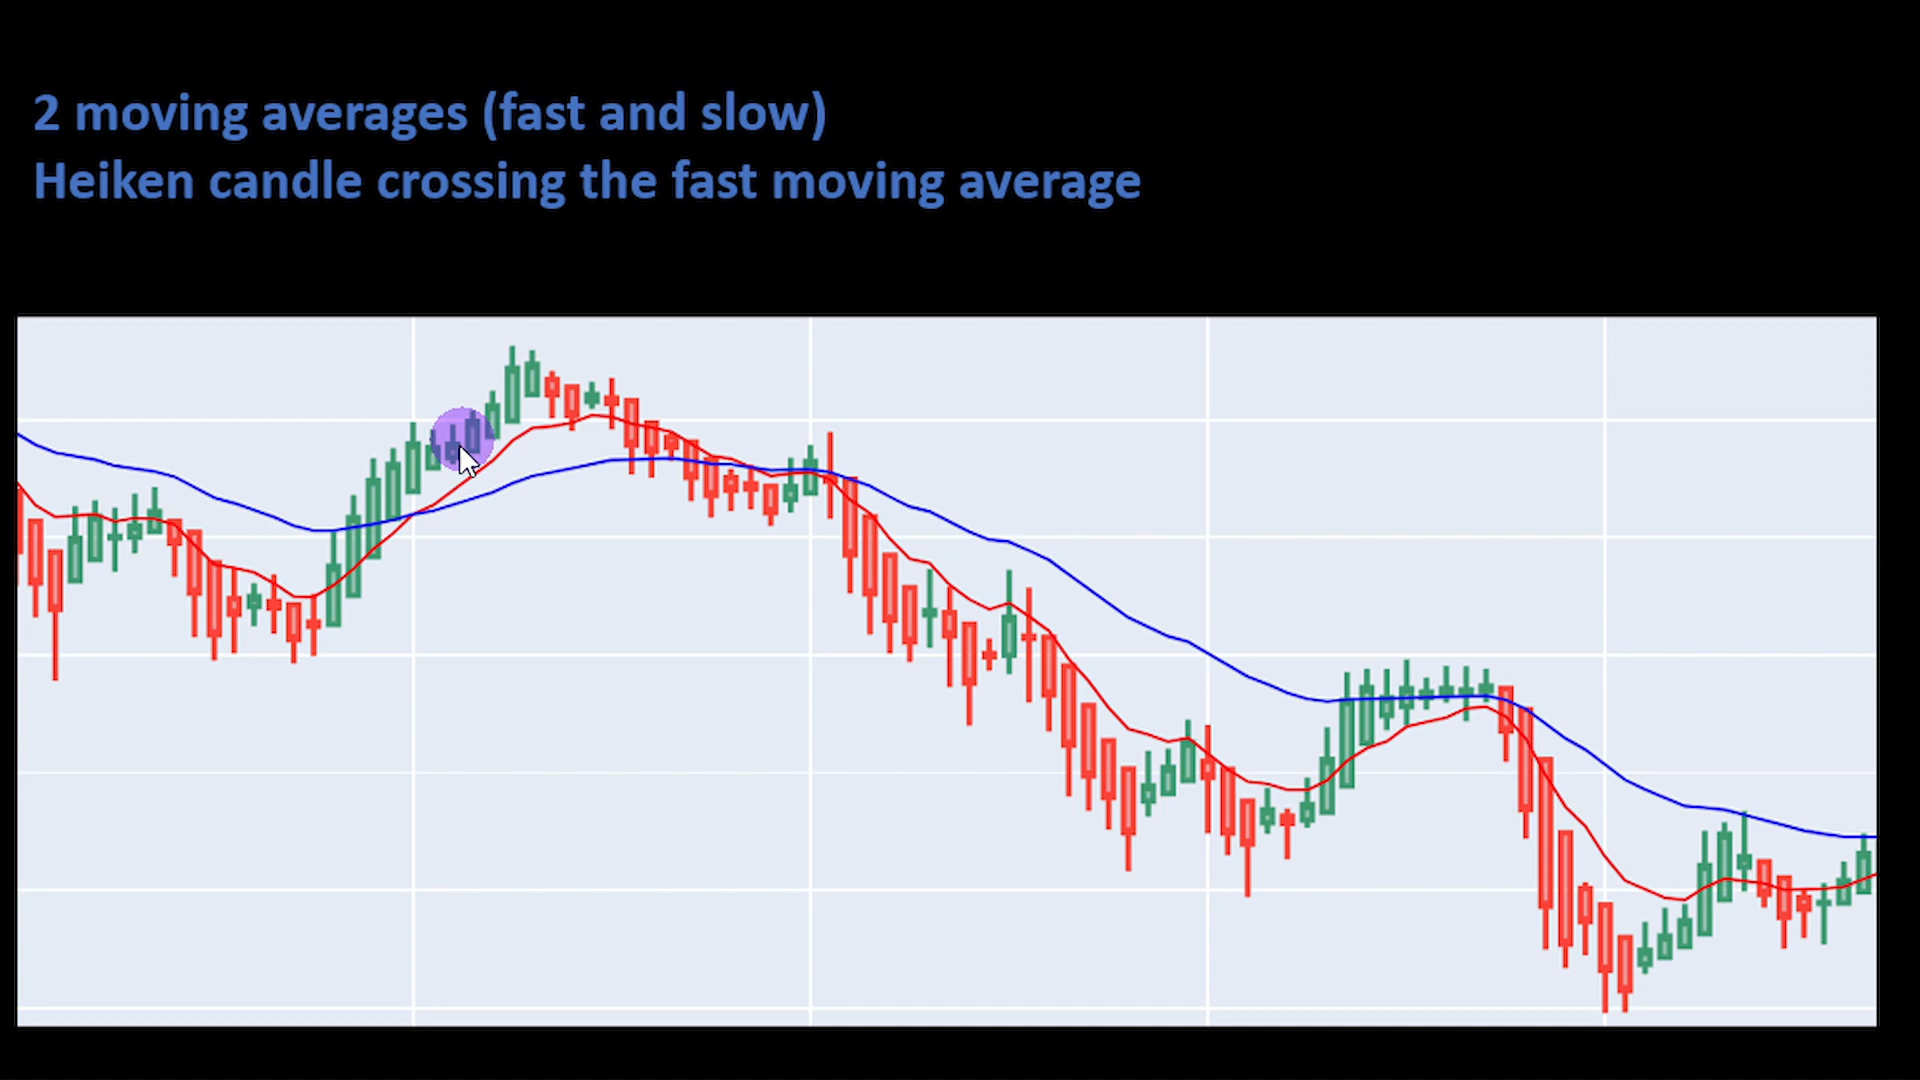 2 moving averages (fast and slow)
Heiken candle crossing the fast moving average